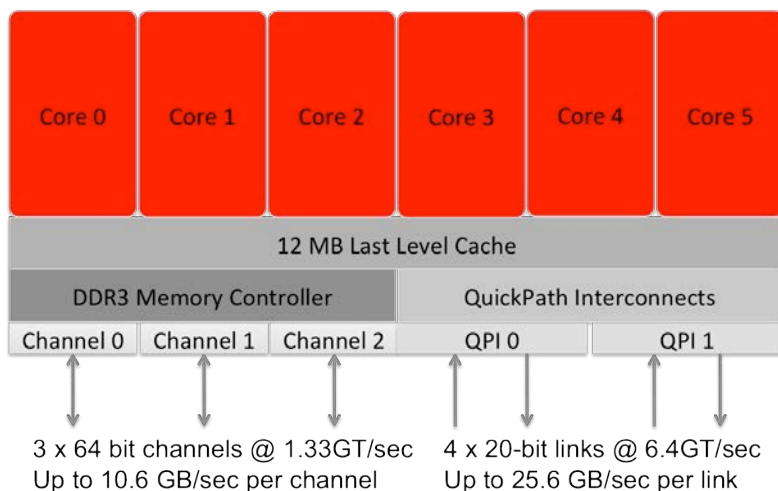 Core 0
Core 1
Core 2
Core 3
Core 4
Core 5
12 MB Last Level Cache
DDR3 Memory Controller
QuickPath Interconnects
Channel 0
Channel 1
Channel 2
QPI 0
QPI 1
3 x 64 bit channels @ 1.33GT/sec
Up to 10.6 GB/sec per channel
4 x 20-bit links @ 6.4GT/sec
Up to 25.6 GB/sec per link